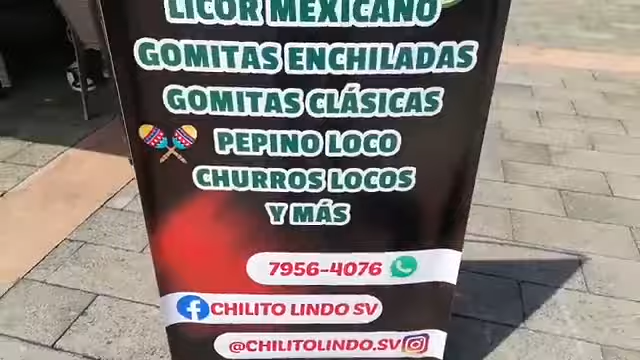 LICOR MEXICANO
GOMITAS ENCHILADAS
GOMITAS CLÁSICAS
PEPINO LOCO
CHURROS LOCOS
Y MÁS
7956-4076
CHILITO LINDO SV
@CHILITOLINDO.SV